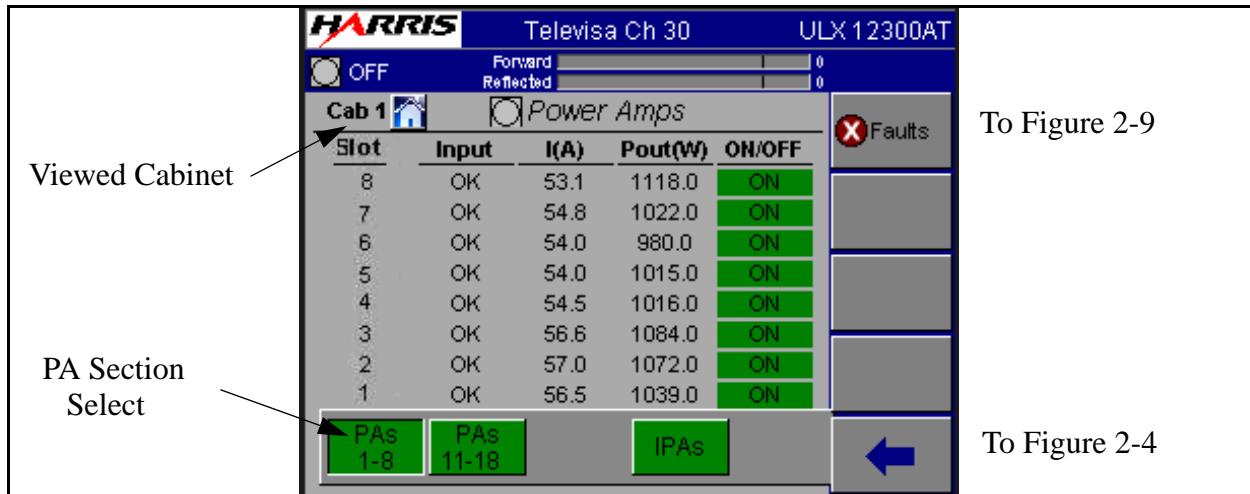 HARRIS Televisa Ch 30 ULX 12300AT
OFF Forward 0
Reflected 0
Cab 1 Power Amps
Faults To Figure 2-9
Viewed Cabinet
Slot Input I(A) Pout(W) ON/OFF
8 OK 53.1 1118.0 ON
7 OK 54.8 1022.0 ON
6 OK 54.0 980.0 ON
5 OK 54.0 1015.0 ON
4 OK 54.5 1016.0 ON
3 OK 56.6 1084.0 ON
2 OK 57.0 1072.0 ON
1 OK 56.5 1039.0 ON
PA Section
Select
PAs
1-8
PAs
11-18
IPAs
To Figure 2-4